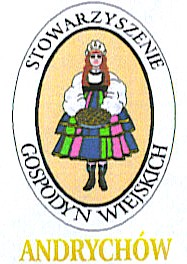 STOWARZYSZENIE
GOSPODYŃ WIEJSKICH
ANDRYCHÓW